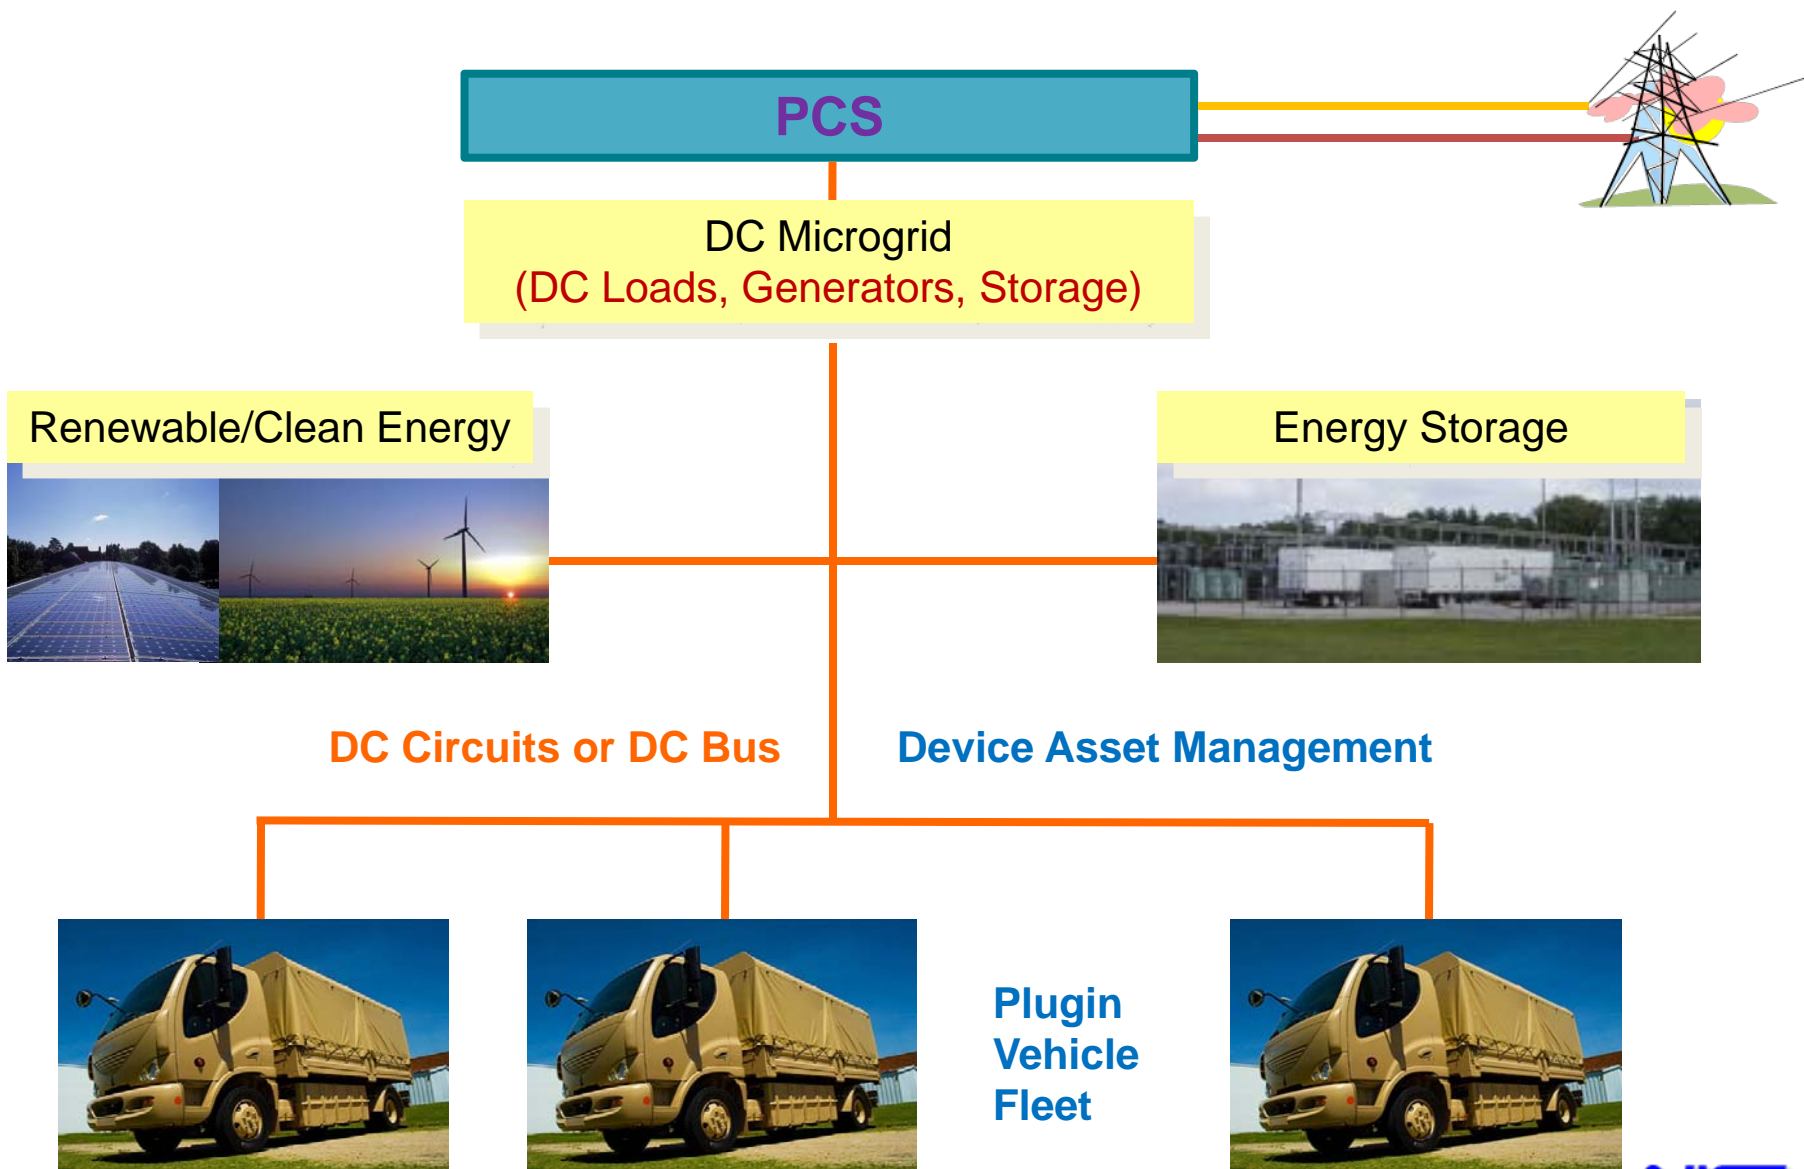 PCS
DC Microgrid
(DC Loads, Generators, Storage)
Renewable/Clean Energy
Energy Storage
DC Circuits or DC Bus
Device Asset Management
Plugin
Vehicle
Fleet